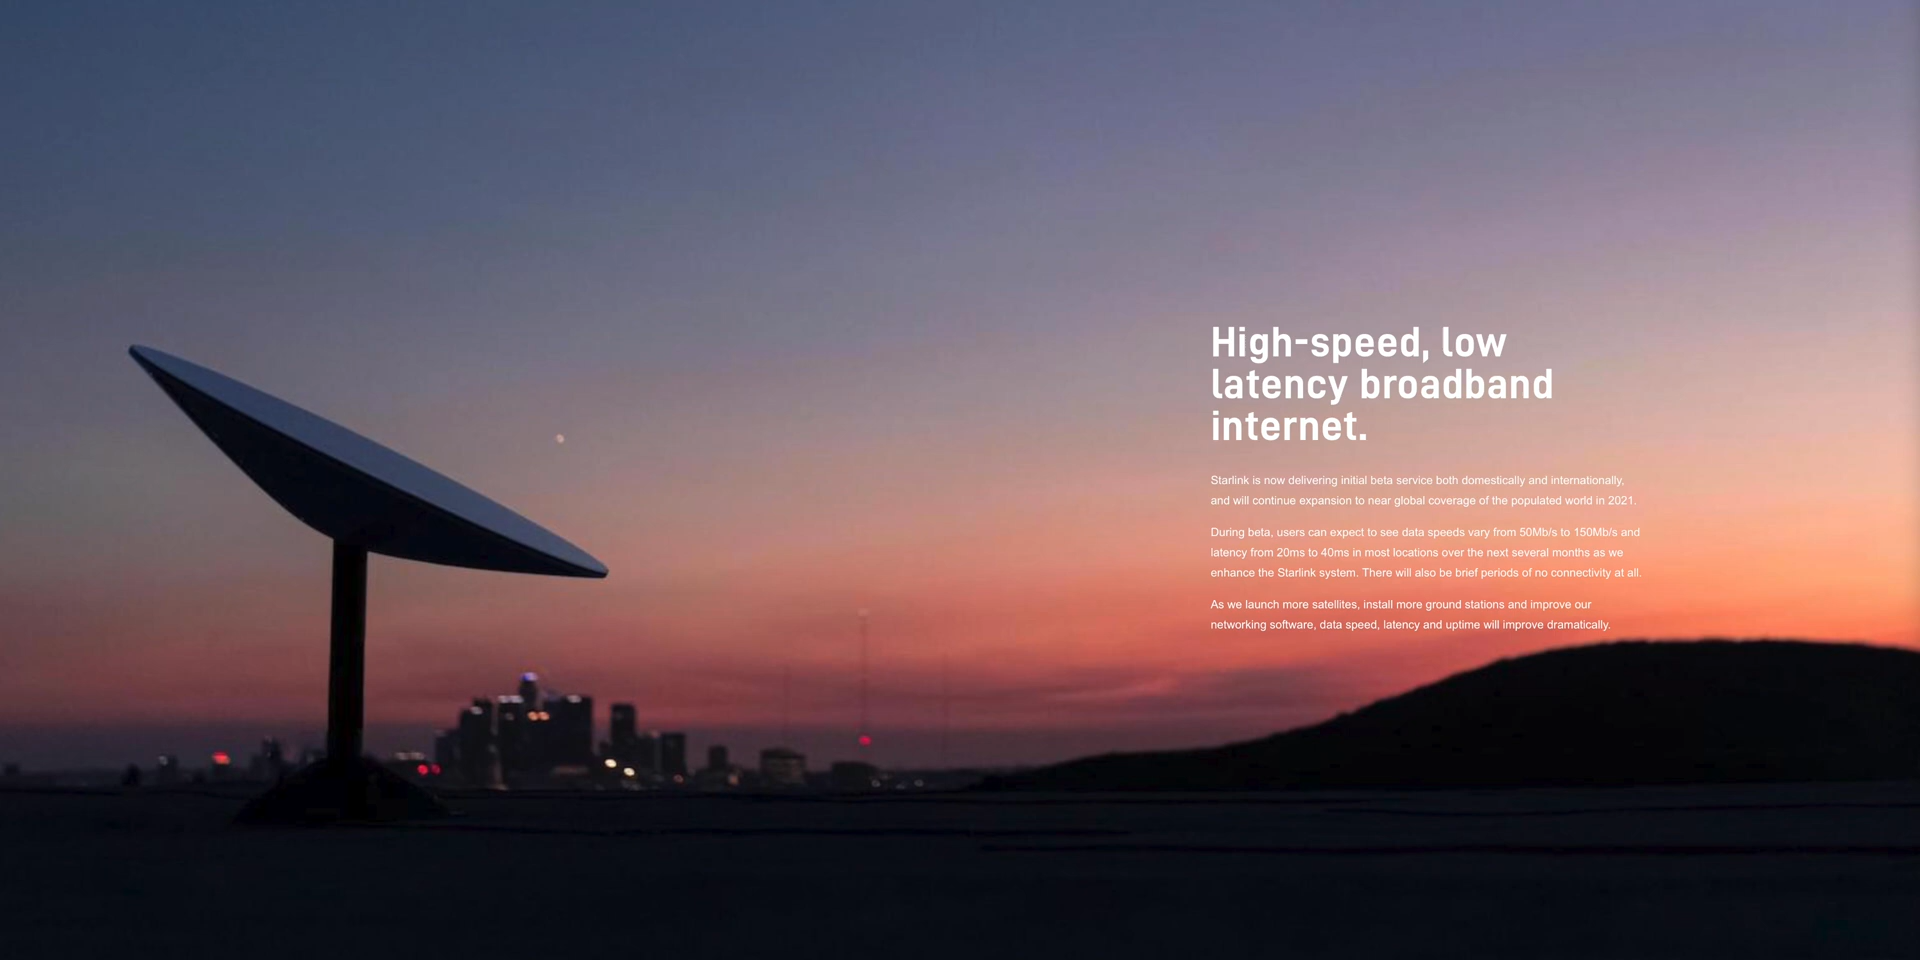 High-speed, low
latency broadband
internet.
Starlink is now delivering initial beta service both domestically and internationally,
and will continue expansion to near global coverage of the populated world in 2021.
During beta, users can expect to see data speeds vary from 50Mb/s to 150Mb/s and
latency from 20ms to 40ms in most locations over the next several months as we
enhance the Starlink system. There will also be brief periods of no connectivity at all.
As we launch more satellites, install more ground stations and improve our
networking software, data speed, latency and uptime will improve dramatically.